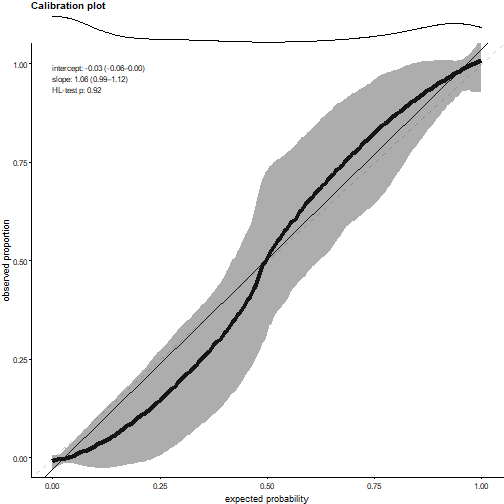 Calibration plot
intercept: -0.03 (-0.06–0.00)
slope: 1.06 (0.99–1.12)
HL-test p: 0.92
1.00
0.75
0.50
0.25
0.00
observed proportion
0.00 0.25 0.50 0.75 1.00
expected probability